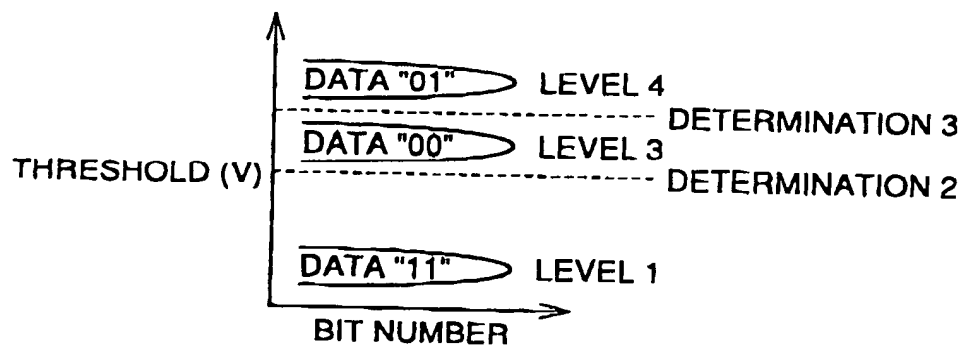 DATA "01" LEVEL 4
DETERMINATION 3
DATA "00" LEVEL 3
THRESHOLD (V)
DETERMINATION 2
DATA "11" LEVEL 1
BIT NUMBER